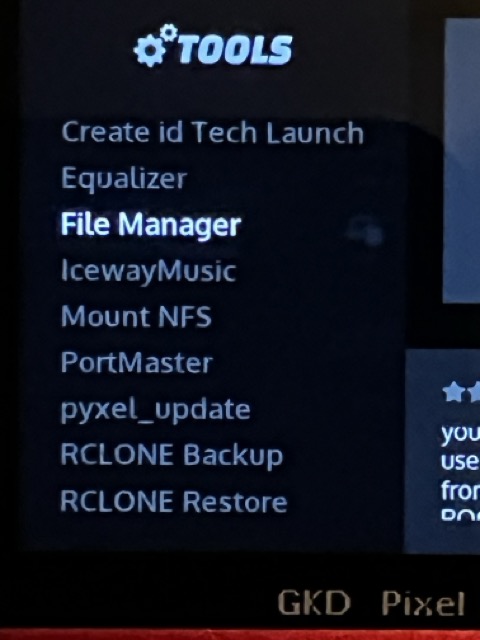 TOOLS
Create id Tech Launch
Equalizer
File Manager
IcewayMusic
Mount NFS
PortMaster
pyxel_update
RCLONE Backup
RCLONE Restore
you
use
from
GKD Pixel